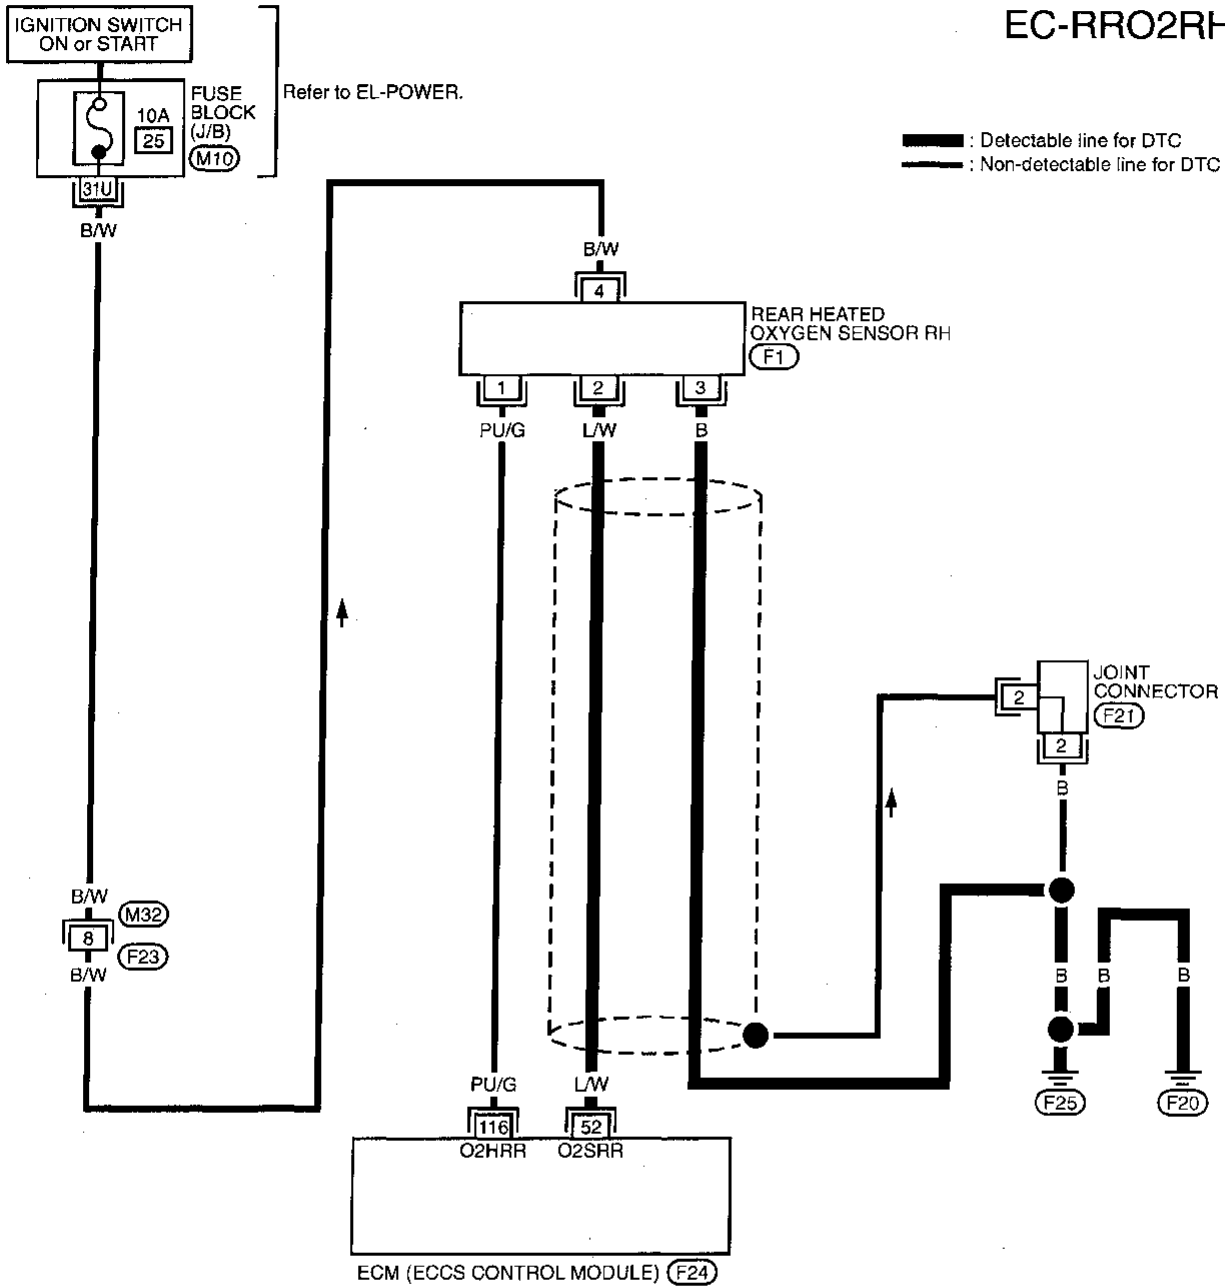 EC-RRO2RH
IGNITION SWITCH
ON or START
FUSE
BLOCK
(J/B)
M10
10A
25
Refer to EL-POWER.
: Detectable line for DTC
: Non-detectable line for DTC
31U
B/W
B/W
4
REAR HEATED
OXYGEN SENSOR RH
F1
1
2
3
PU/G
L/W
B
JOINT
CONNECTOR
F21
2
2
B
B/W
M32
8
F23
B/W
B
B
B
F25
F20
PU/G
L/W
116
52
O2HRR
O2SRR
ECM (ECCS CONTROL MODULE)
F24